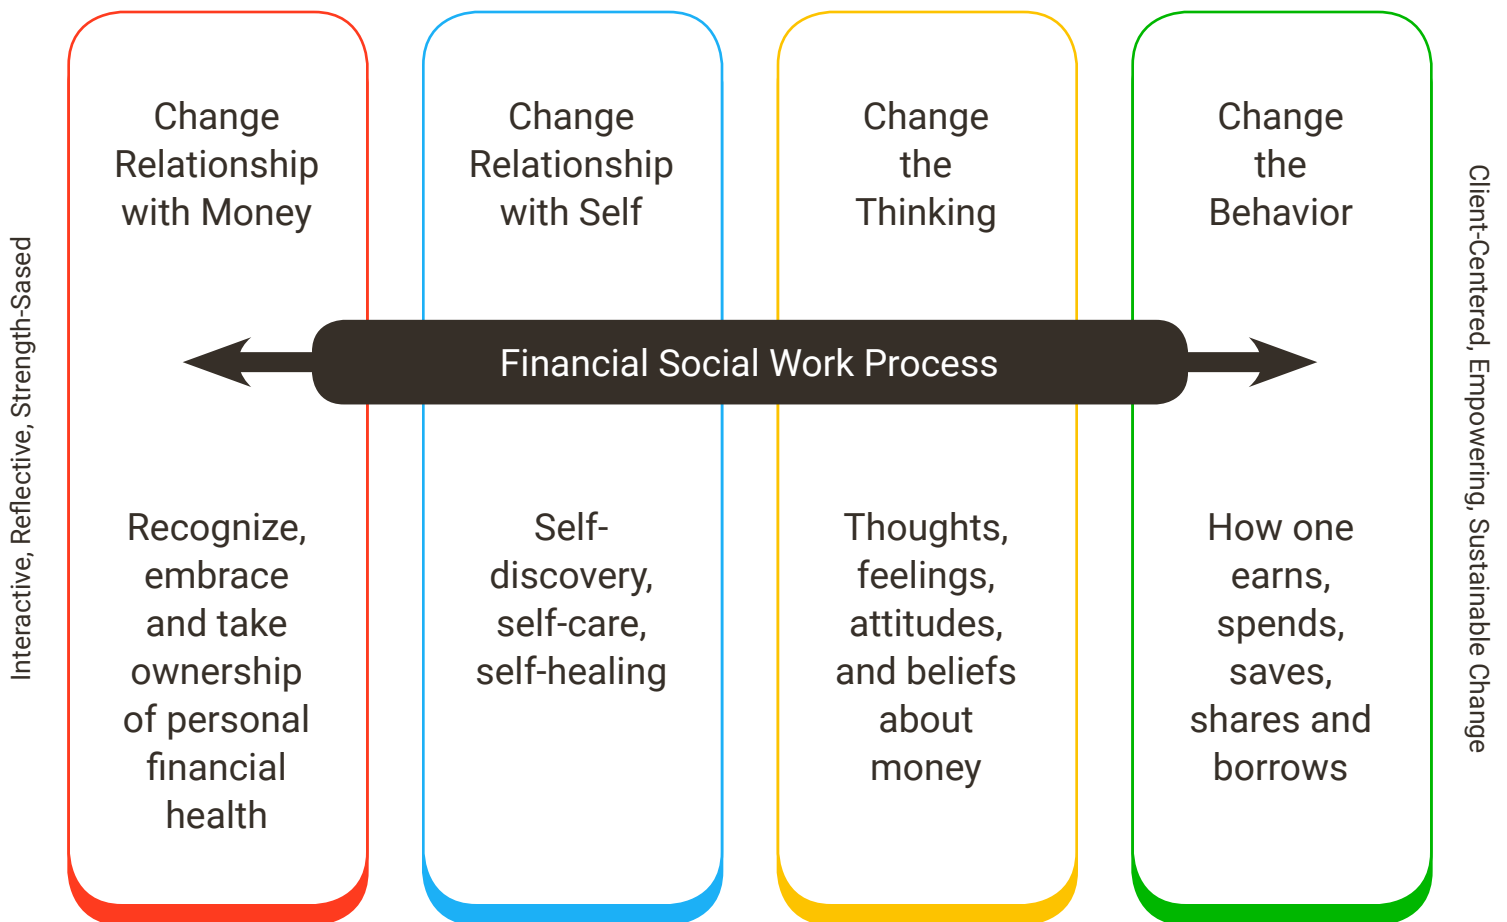 Interactive, Reflective, Strength-Sased
Change
Relationship
with Money
Change
Relationship
with Self
Change
the
Thinking
Change
the
Behavior
Financial Social Work Process
Recognize,
embrace
and take
ownership
of personal
financial
health
Self-
discovery,
self-care,
self-healing
Thoughts,
feelings,
attitudes,
and beliefs
about
money
How one
earns,
spends,
saves,
shares and
borrows
Client-Centered, Empowering, Sustainable Change